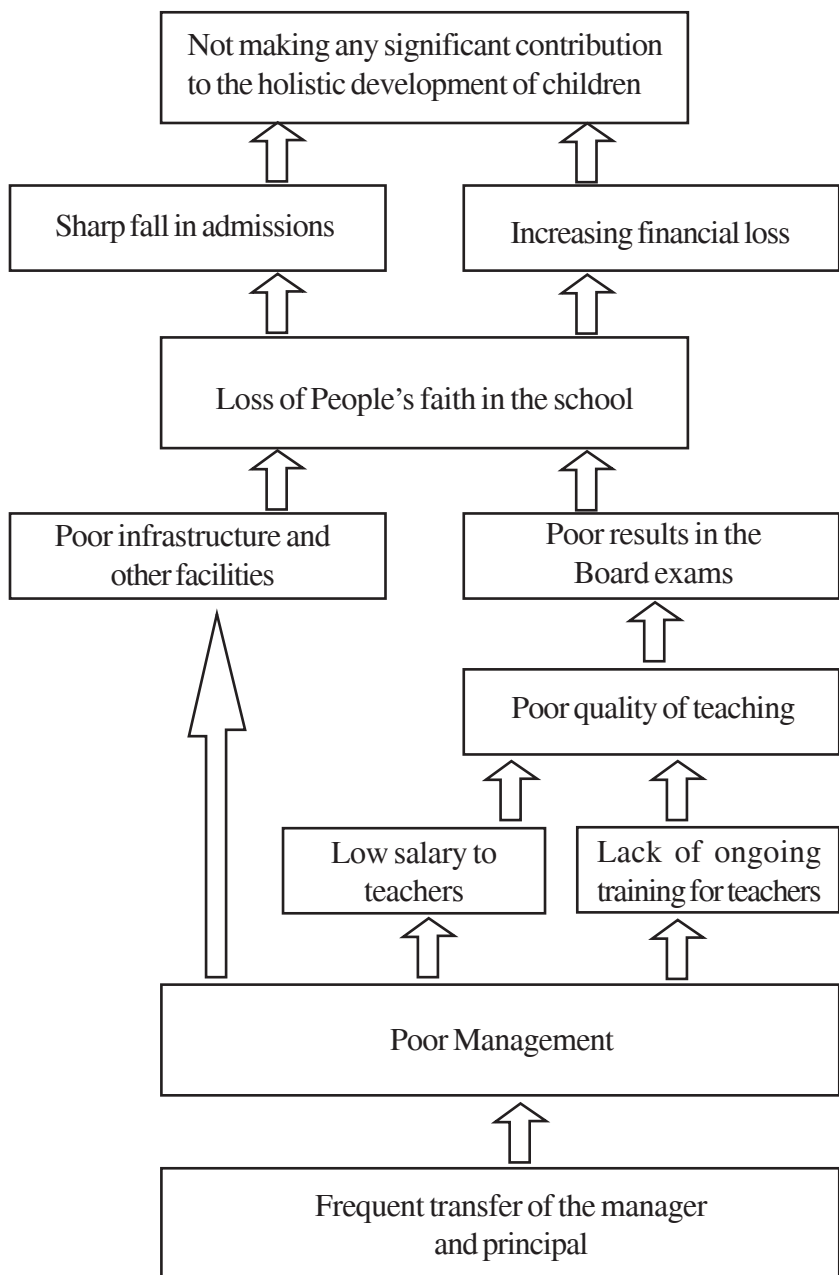 Not making any significant contribution
to the holistic development of children
Sharp fall in admissions
Increasing financial loss
Loss of People's faith in the school
Poor infrastructure and
other facilities
Poor results in the
Board exams
Poor quality of teaching
Low salary to
teachers
Lack of ongoing
training for teachers
Poor Management
Frequent transfer of the manager
and principal